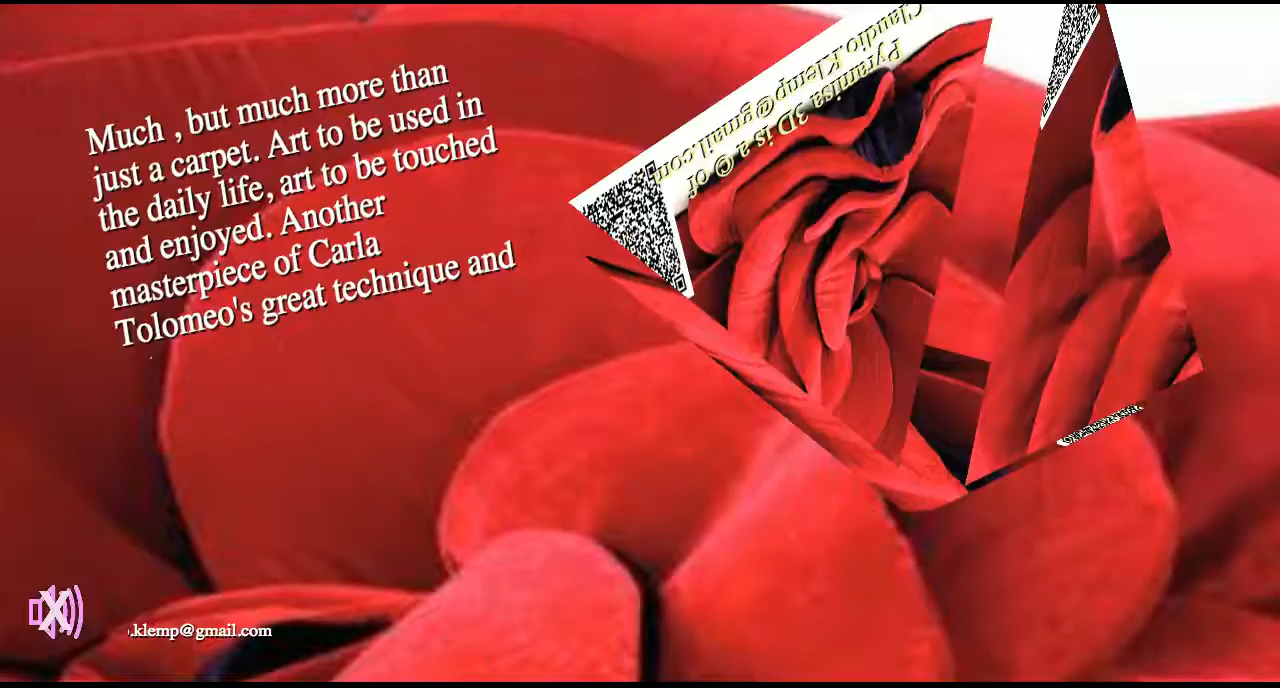 Much , but much more than
just a carpet. Art to be used in
the daily life, art to be touched
and enjoyed. Another
masterpiece of Carla
Tolomeo's great technique and
Pyramisa 3D is a © of
Claudio.Klemp@gmail.com
.klemp@gmail.com